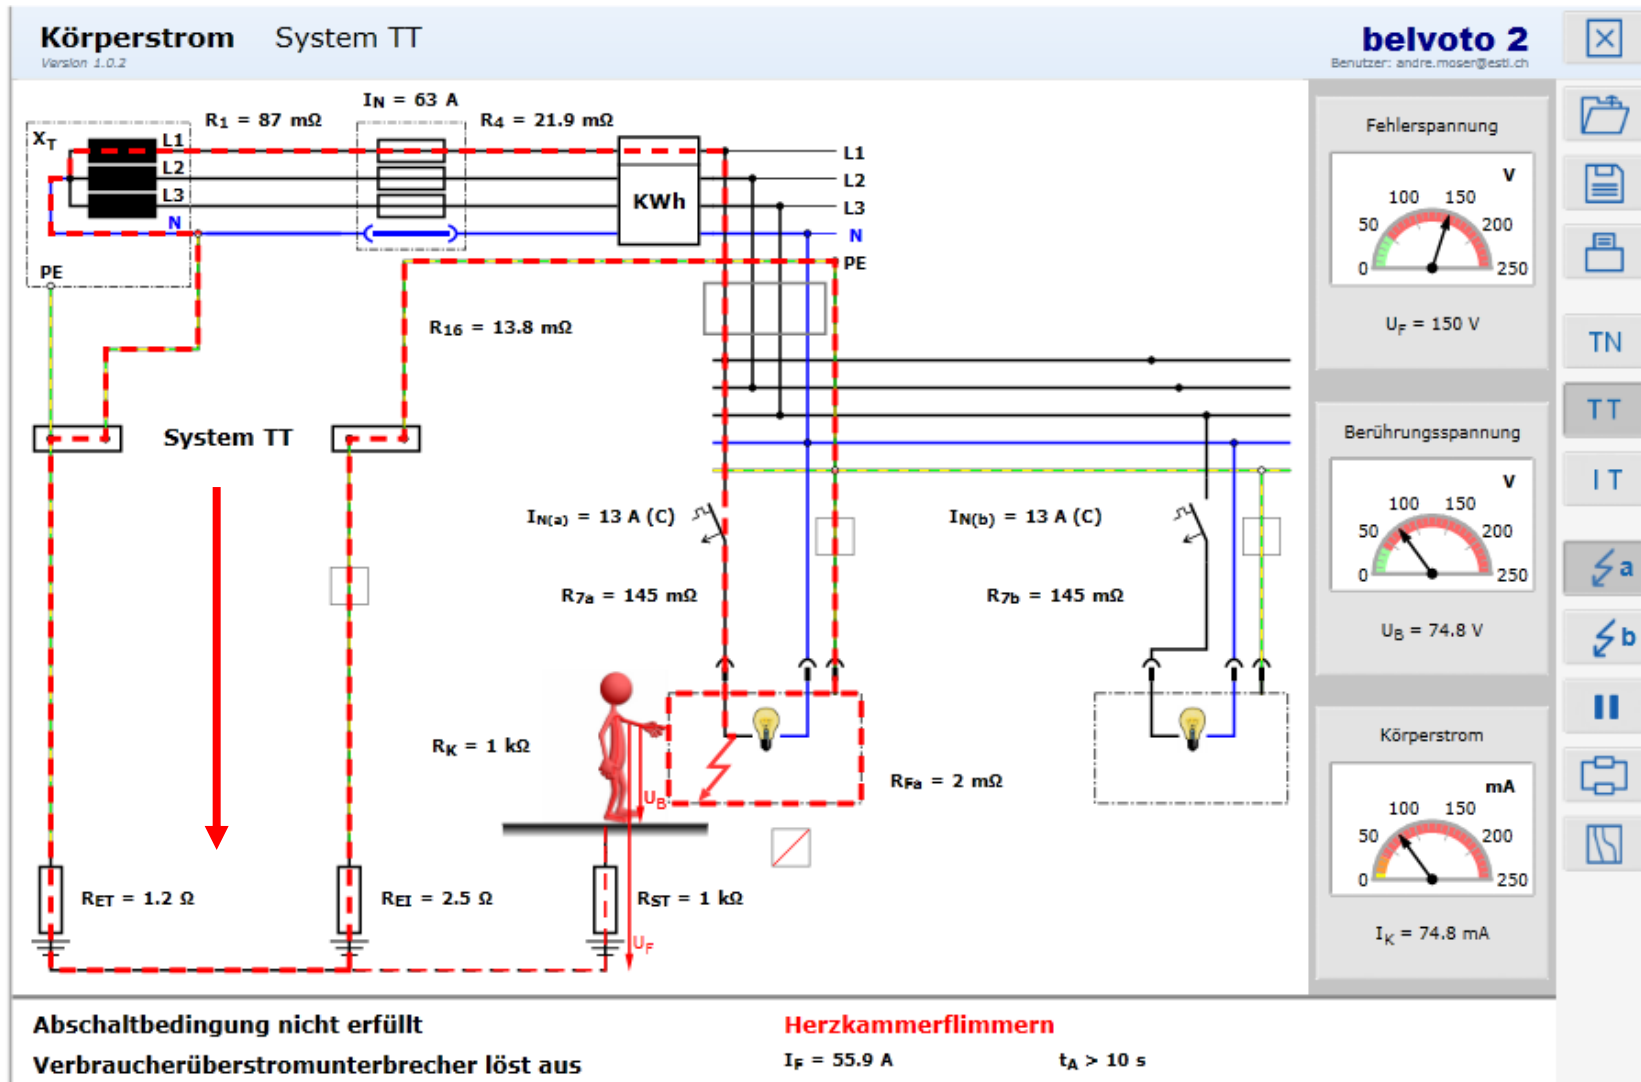 Körperstrom System TT
Version 1.0.2
belvoto 2
Benutzer: andre.moser@esti.ch
I_N = 63 A
R_1 = 87 mΩ
R_4 = 21.9 mΩ
X_T
L1
L2
L3
N
PE
KWh
L1
L2
L3
N
PE
R_16 = 13.8 mΩ
System TT
I_N(a) = 13 A (C)
I_N(b) = 13 A (C)
R_7a = 145 mΩ
R_7b = 145 mΩ
R_K = 1 kΩ
R_Fa = 2 mΩ
U_B
R_ET = 1.2 Ω
R_EI = 2.5 Ω
R_ST = 1 kΩ
U_F
Fehlerspannung
V
0 50 100 150 200 250
U_F = 150 V
Berührungsspannung
V
0 50 100 150 200 250
U_B = 74.8 V
Körperstrom
mA
0 50 100 150 200 250
I_K = 74.8 mA
TN
TT
IT
a
b
Abschaltbedingung nicht erfüllt
Herzkammerflimmern
Verbraucherüberstromunterbrecher löst aus
I_F = 55.9 A
t_A > 10 s